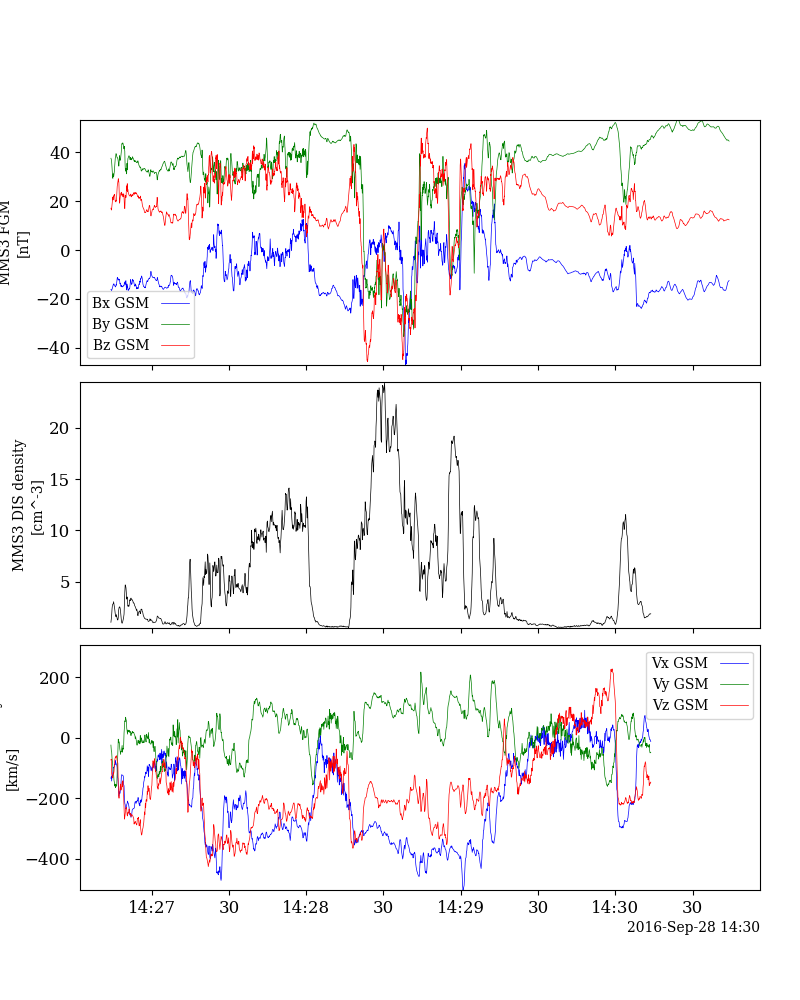 40
20
0
−20
−40
MMS3 FGM
[nT]
Bx GSM
By GSM
Bz GSM
20
15
10
5
MMS3 DIS density
[cm^-3]
200
0
−200
−400
[km/s]
Vx GSM
Vy GSM
Vz GSM
14:27 30 14:28 30 14:29 30 14:30 30
2016-Sep-28 14:30